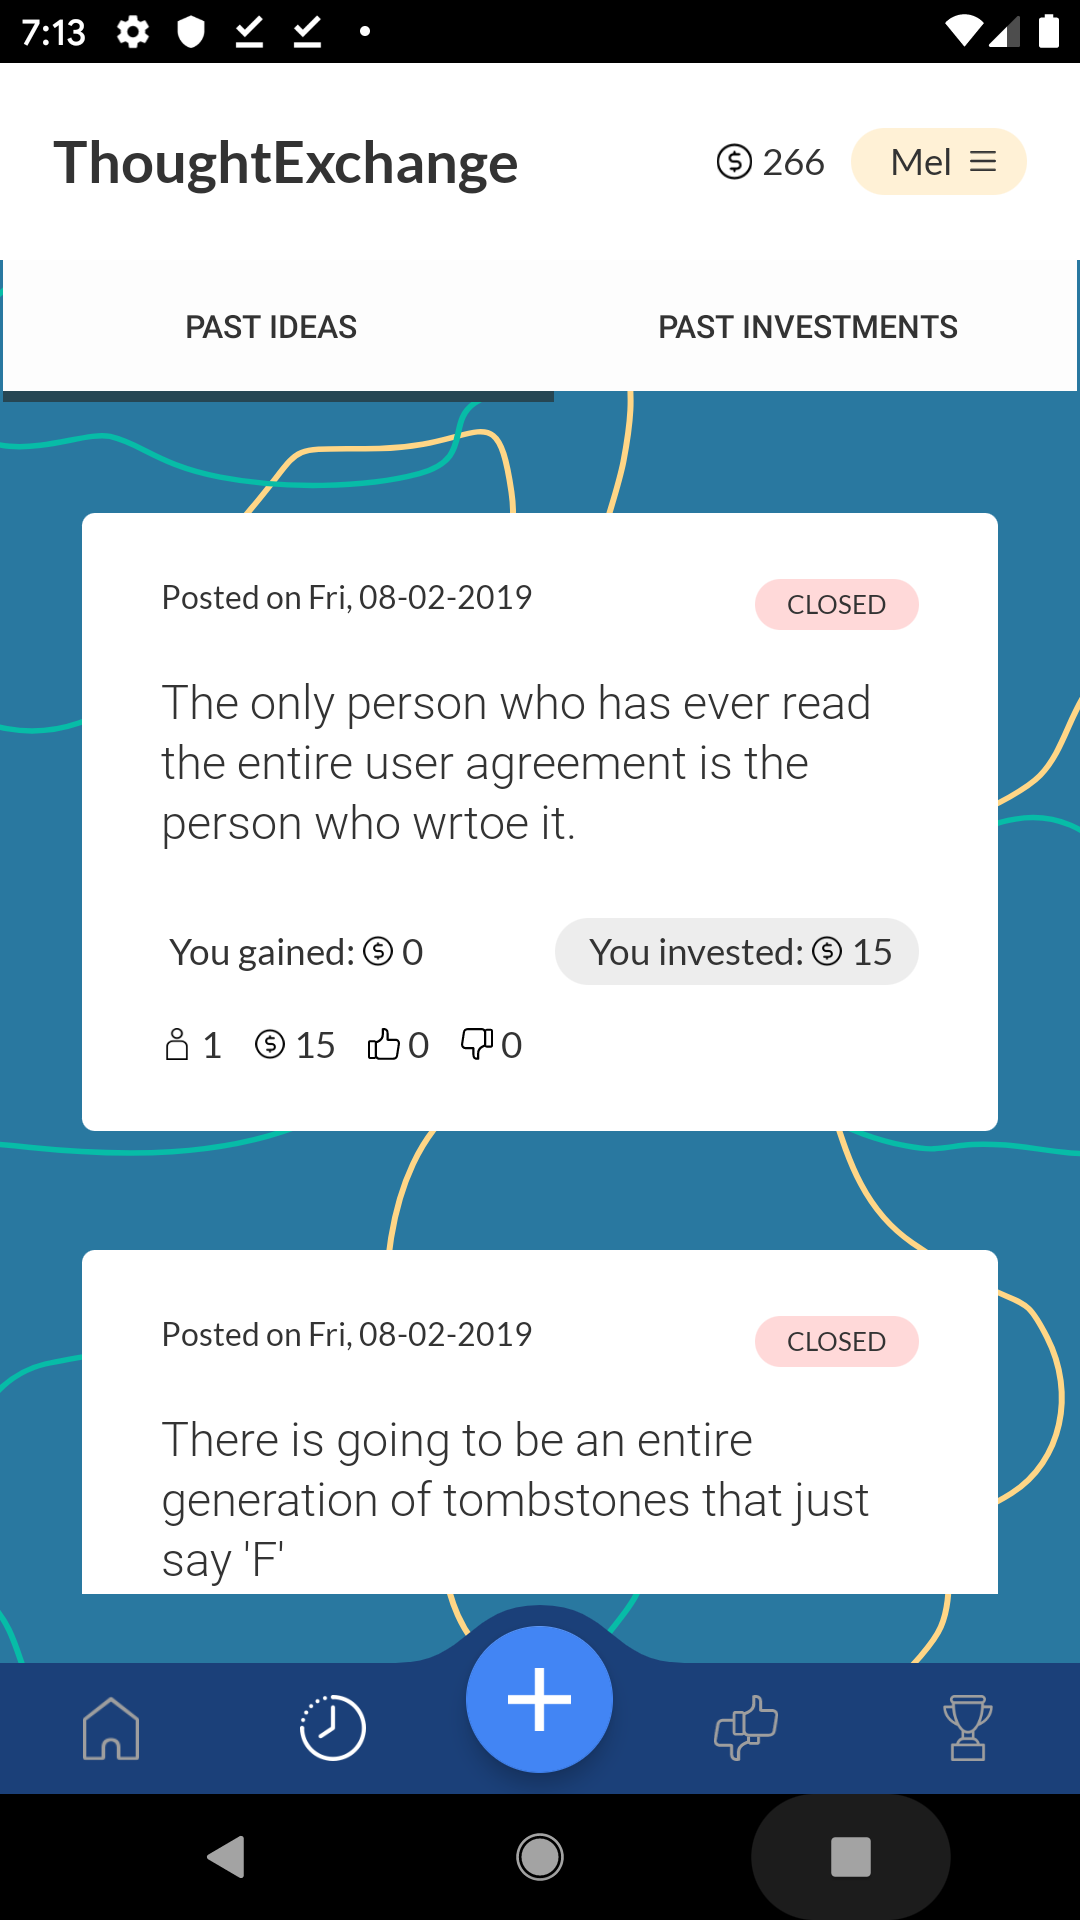 7:13
ThoughtExchange
266
Mel
PAST IDEAS
PAST INVESTMENTS
Posted on Fri, 08-02-2019
CLOSED
The only person who has ever read
the entire user agreement is the
person who wrtoe it.
You gained: $ 0
You invested: $ 15
1 $ 15 0 0
Posted on Fri, 08-02-2019
CLOSED
There is going to be an entire
generation of tombstones that just
say 'F'